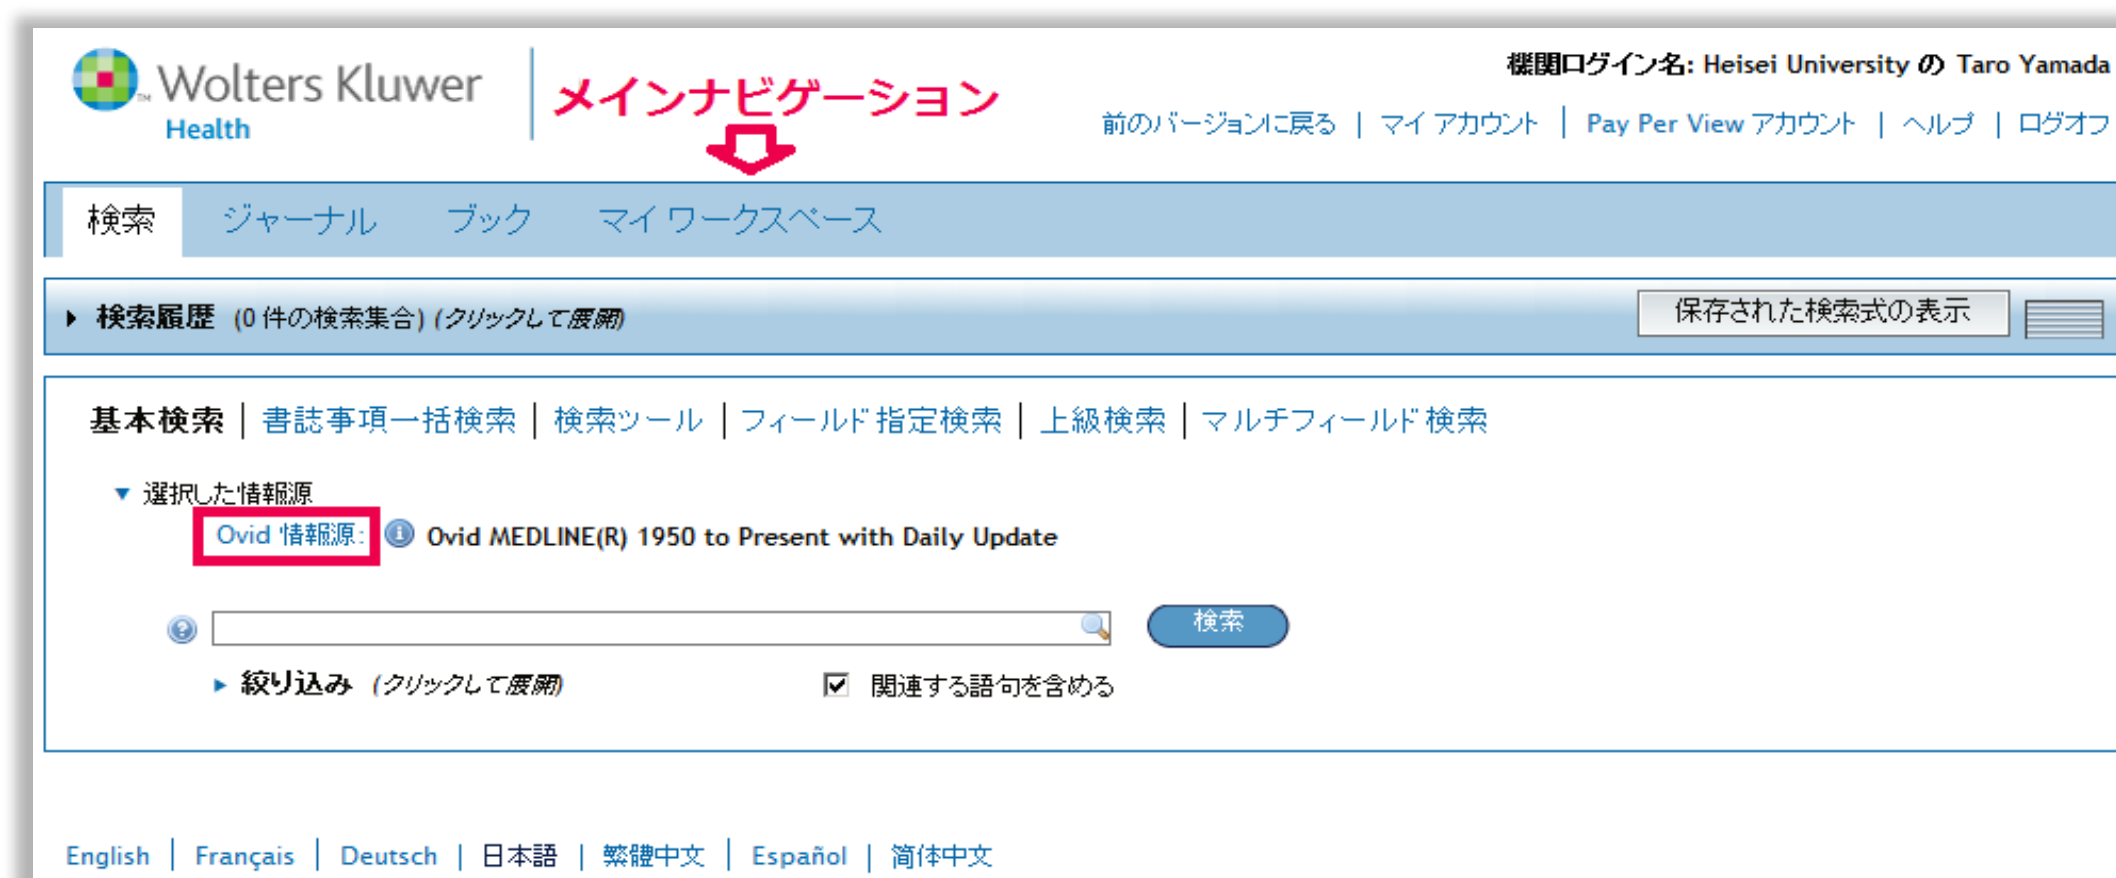 Wolters Kluwer
Health
メインナビゲーション
機関ログイン名: Heisei University の Taro Yamada
前のバージョンに戻る | マイ アカウント | Pay Per View アカウント | ヘルプ | ログオフ
検索 ジャーナル ブック マイ ワークスペース
検索履歴 (0 件の検索集合) (クリックして展開) 保存された検索式の表示
基本検索 | 書誌事項一括検索 | 検索ツール | フィールド指定検索 | 上級検索 | マルチフィールド検索
選択した情報源
Ovid 情報源: Ovid MEDLINE(R) 1950 to Present with Daily Update
検索
絞り込み (クリックして展開) 関連する語句を含める
English | Français | Deutsch | 日本語 | 繁體中文 | Español | 简体中文